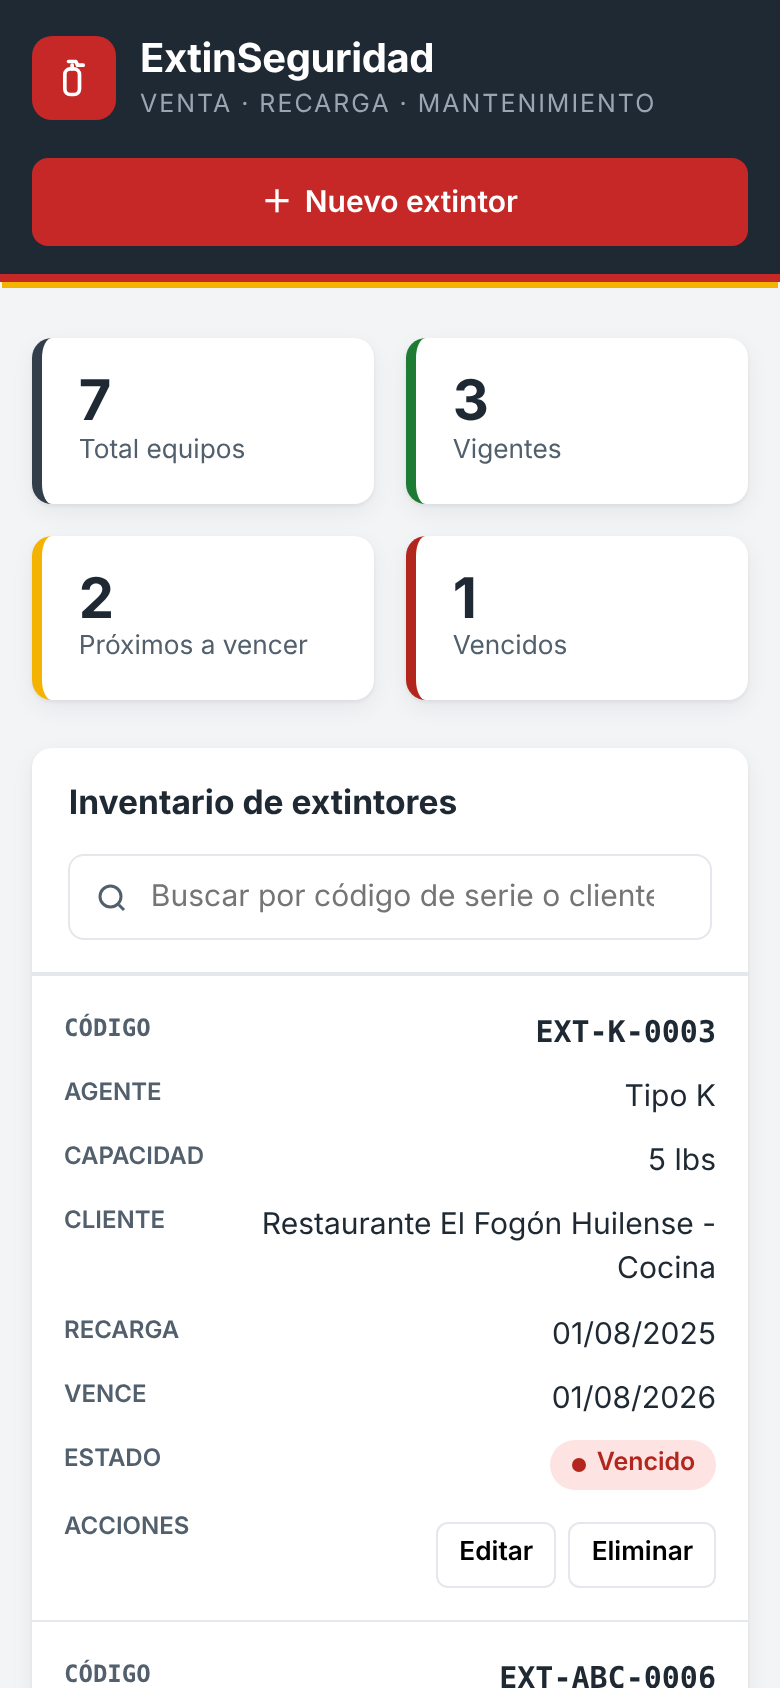 ExtinSeguridad
VENTA · RECARGA · MANTENIMIENTO
+ Nuevo extintor
7
Total equipos
3
Vigentes
2
Próximos a vencer
1
Vencidos
Inventario de extintores
Buscar por código de serie o cliente
CÓDIGO EXT-K-0003
AGENTE Tipo K
CAPACIDAD 5 lbs
CLIENTE Restaurante El Fogón Huilense -
Cocina
RECARGA 01/08/2025
VENCE 01/08/2026
ESTADO Vencido
ACCIONES Editar Eliminar
CÓDIGO EXT-ABC-0006